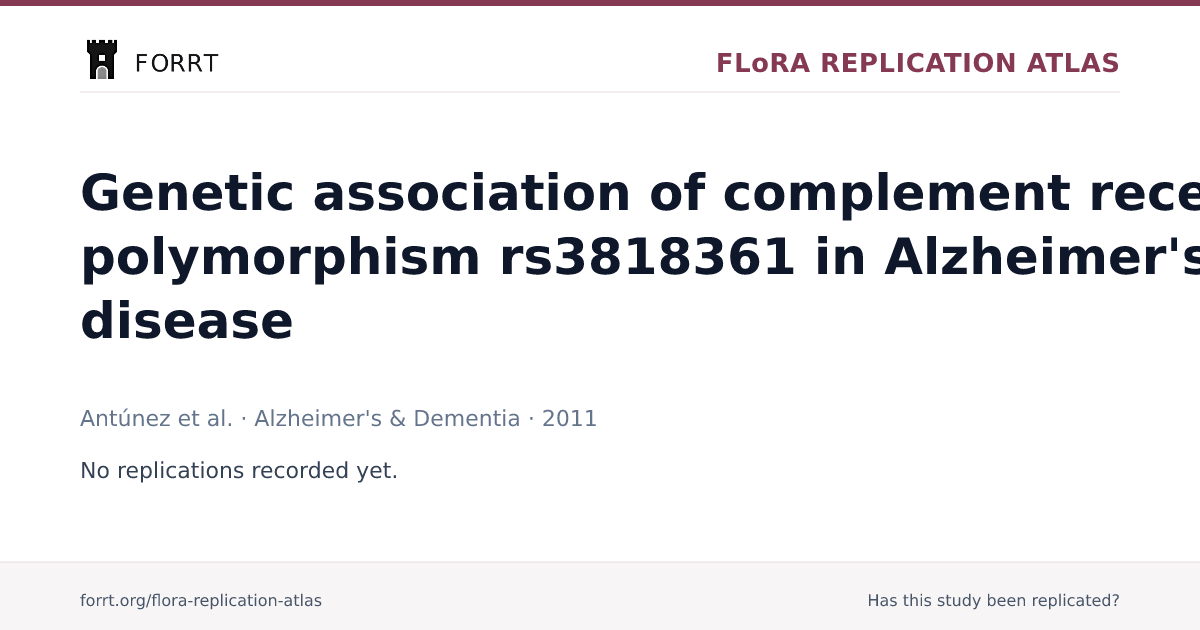 FORRT
FLoRA REPLICATION ATLAS
Genetic association of complement rece
polymorphism rs3818361 in Alzheimer's
disease
Antúnez et al. · Alzheimer's & Dementia · 2011
No replications recorded yet.
forrt.org/flora-replication-atlas
Has this study been replicated?